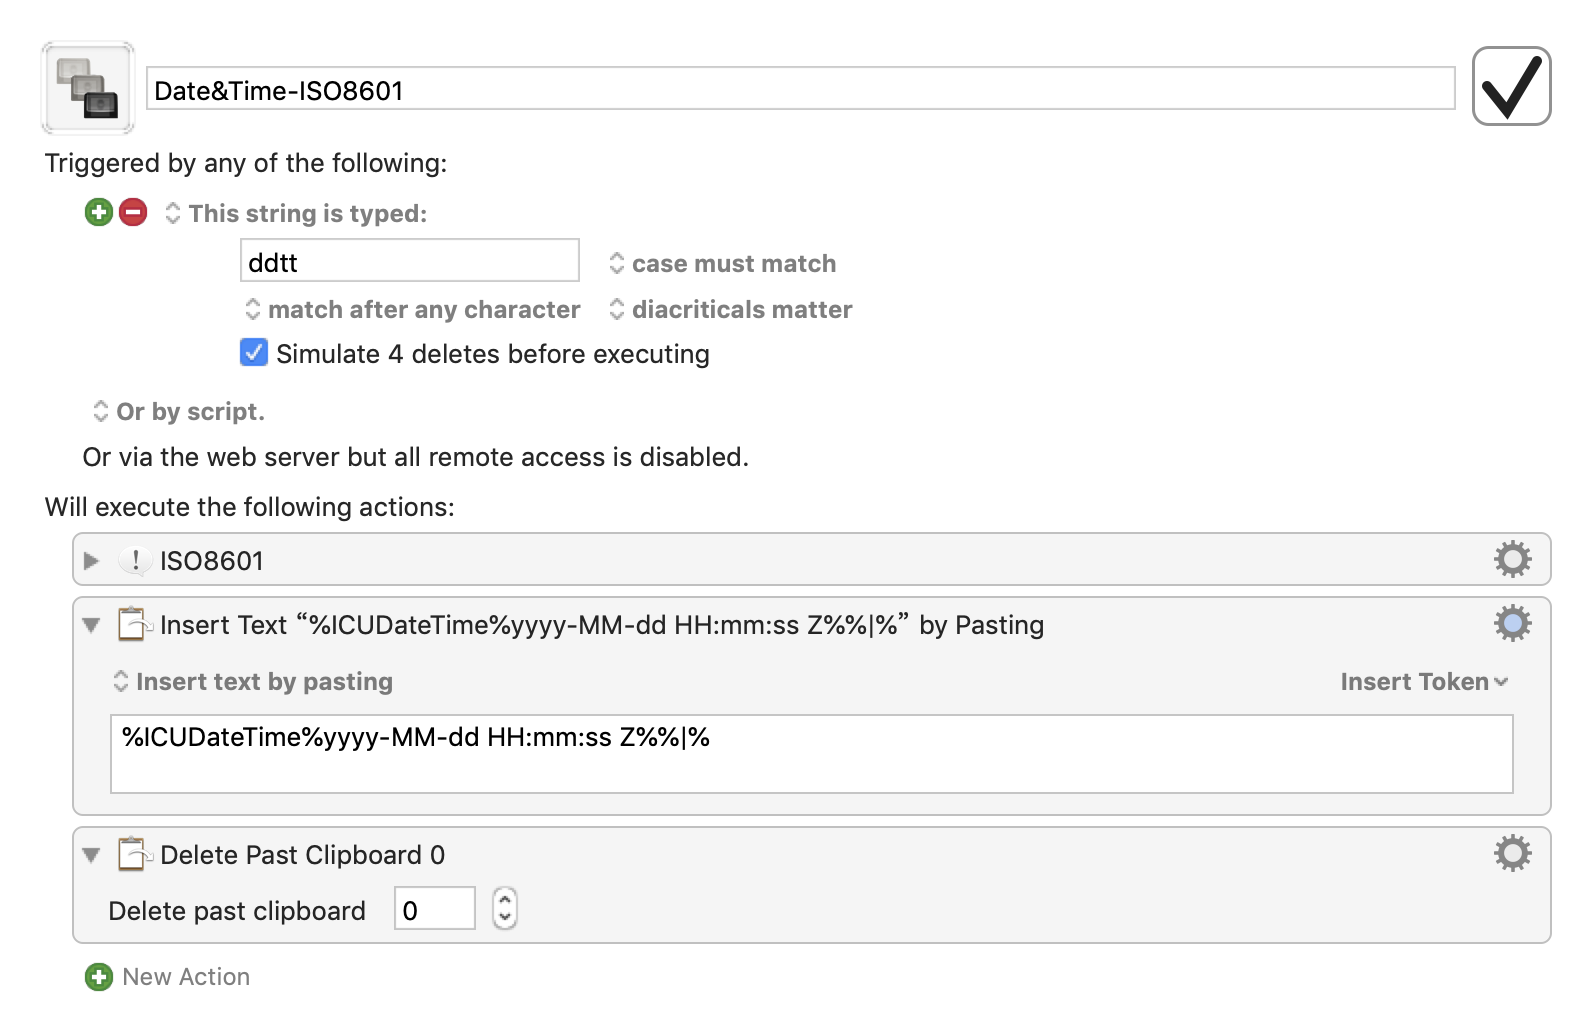 Date&Time-ISO8601
Triggered by any of the following:
This string is typed:
ddtt case must match
match after any character diacriticals matter
Simulate 4 deletes before executing
Or by script.
Or via the web server but all remote access is disabled.
Will execute the following actions:
! ISO8601
Insert Text “%ICUDateTime%yyyy-MM-dd HH:mm:ss Z%%|%” by Pasting
Insert text by pasting Insert Token
%ICUDateTime%yyyy-MM-dd HH:mm:ss Z%%|%
Delete Past Clipboard 0
Delete past clipboard 0
New Action